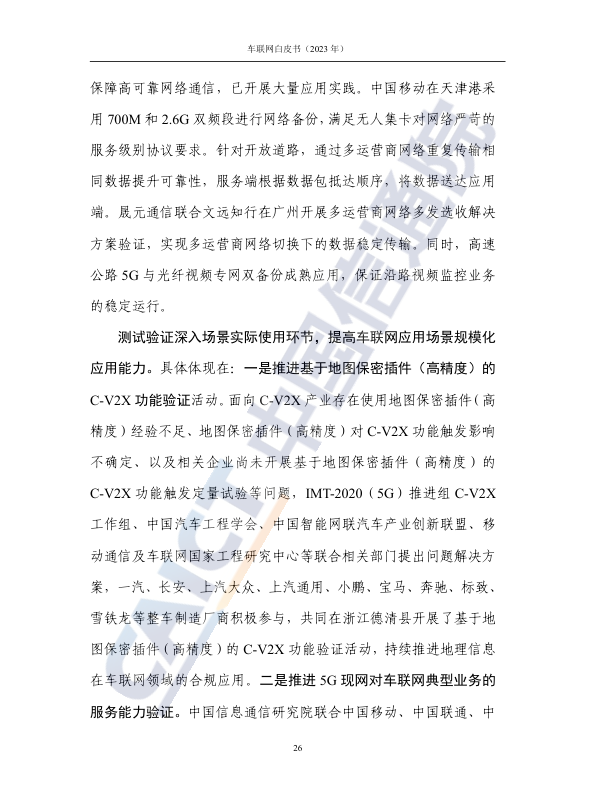 车联网白皮书（2023 年）
保障高可靠网络通信，已开展大量应用实践。中国移动在天津港采
用 700M 和 2.6G 双频段进行网络备份，满足无人集卡对网络严苛的
服务级别协议要求。针对开放道路，通过多运营商网络重复传输相
同数据提升可靠性，服务端根据数据包抵达顺序，将数据送达应用
端。晟元通信联合文远知行在广州开展多运营商网络多发选收解决
方案验证，实现多运营商网络切换下的数据稳定传输。同时，高速
公路 5G 与光纤视频专网双备份成熟应用，保证沿路视频监控业务
的稳定运行。
测试验证深入场景实际使用环节，提高车联网应用场景规模化
应用能力。具体体现在：一是推进基于地图保密插件（高精度）的
C-V2X 功能验证活动。面向 C-V2X 产业存在使用地图保密插件（高
精度）经验不足、地图保密插件（高精度）对 C-V2X 功能触发影响
不确定、以及相关企业尚未开展基于地图保密插件（高精度）的
C-V2X 功能触发定量试验等问题，IMT-2020（5G）推进组 C-V2X
工作组、中国汽车工程学会、中国智能网联汽车产业创新联盟、移
动通信及车联网国家工程研究中心等联合相关部门提出问题解决方
案，一汽、长安、上汽大众、上汽通用、小鹏、宝马、奔驰、标致、
雪铁龙等整车制造厂商积极参与，共同在浙江德清县开展了基于地
图保密插件（高精度）的 C-V2X 功能验证活动，持续推进地理信息
在车联网领域的合规应用。二是推进 5G 现网对车联网典型业务的
服务能力验证。中国信息通信研究院联合中国移动、中国联通、中
26
CAICT 中国信通院